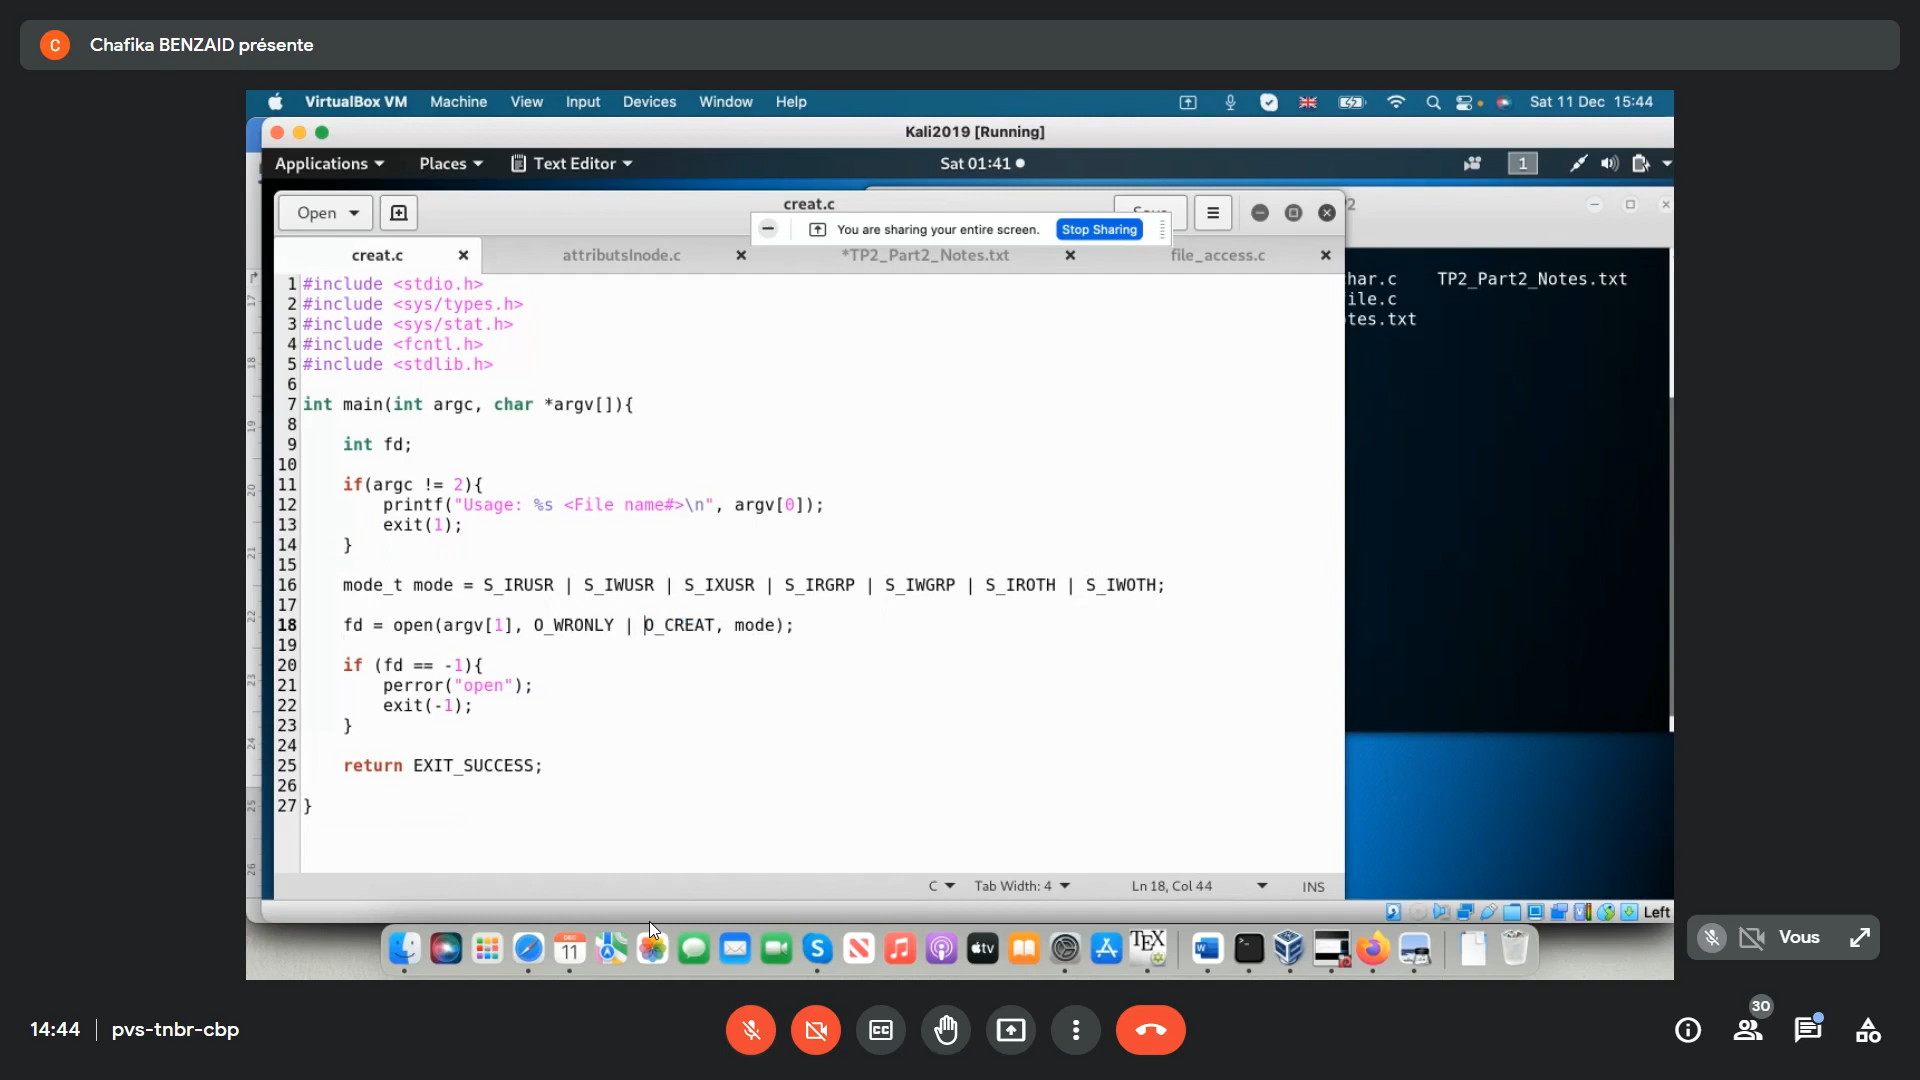 C Chafika BENZAID présente
VirtualBox VM Machine View Input Devices Window Help Sat 11 Dec 15:44
Kali2019 [Running]
Applications Places Text Editor Sat 01:41 1
Open creat.c
You are sharing your entire screen. Stop Sharing
creat.c attributsInode.c *TP2_Part2_Notes.txt file_access.c
1 #include <stdio.h>
2 #include <sys/types.h>
3 #include <sys/stat.h>
4 #include <fcntl.h>
5 #include <stdlib.h>
6
7 int main(int argc, char *argv[]){
8
9 int fd;
10
11 if(argc != 2){
12 printf("Usage: %s <File name#>\n", argv[0]);
13 exit(1);
14 }
15
16 mode_t mode = S_IRUSR | S_IWUSR | S_IXUSR | S_IRGRP | S_IWGRP | S_IROTH | S_IWOTH;
17
18 fd = open(argv[1], O_WRONLY | O_CREAT, mode);
19
20 if (fd == -1){
21 perror("open");
22 exit(-1);
23 }
24
25 return EXIT_SUCCESS;
26
27 }
har.c TP2_Part2_Notes.txt
ile.c
tes.txt
C Tab Width: 4 Ln 18, Col 44 INS
Left
DEC 11 tv TEX
Vous
14:44 pvs-tnbr-cbp
30